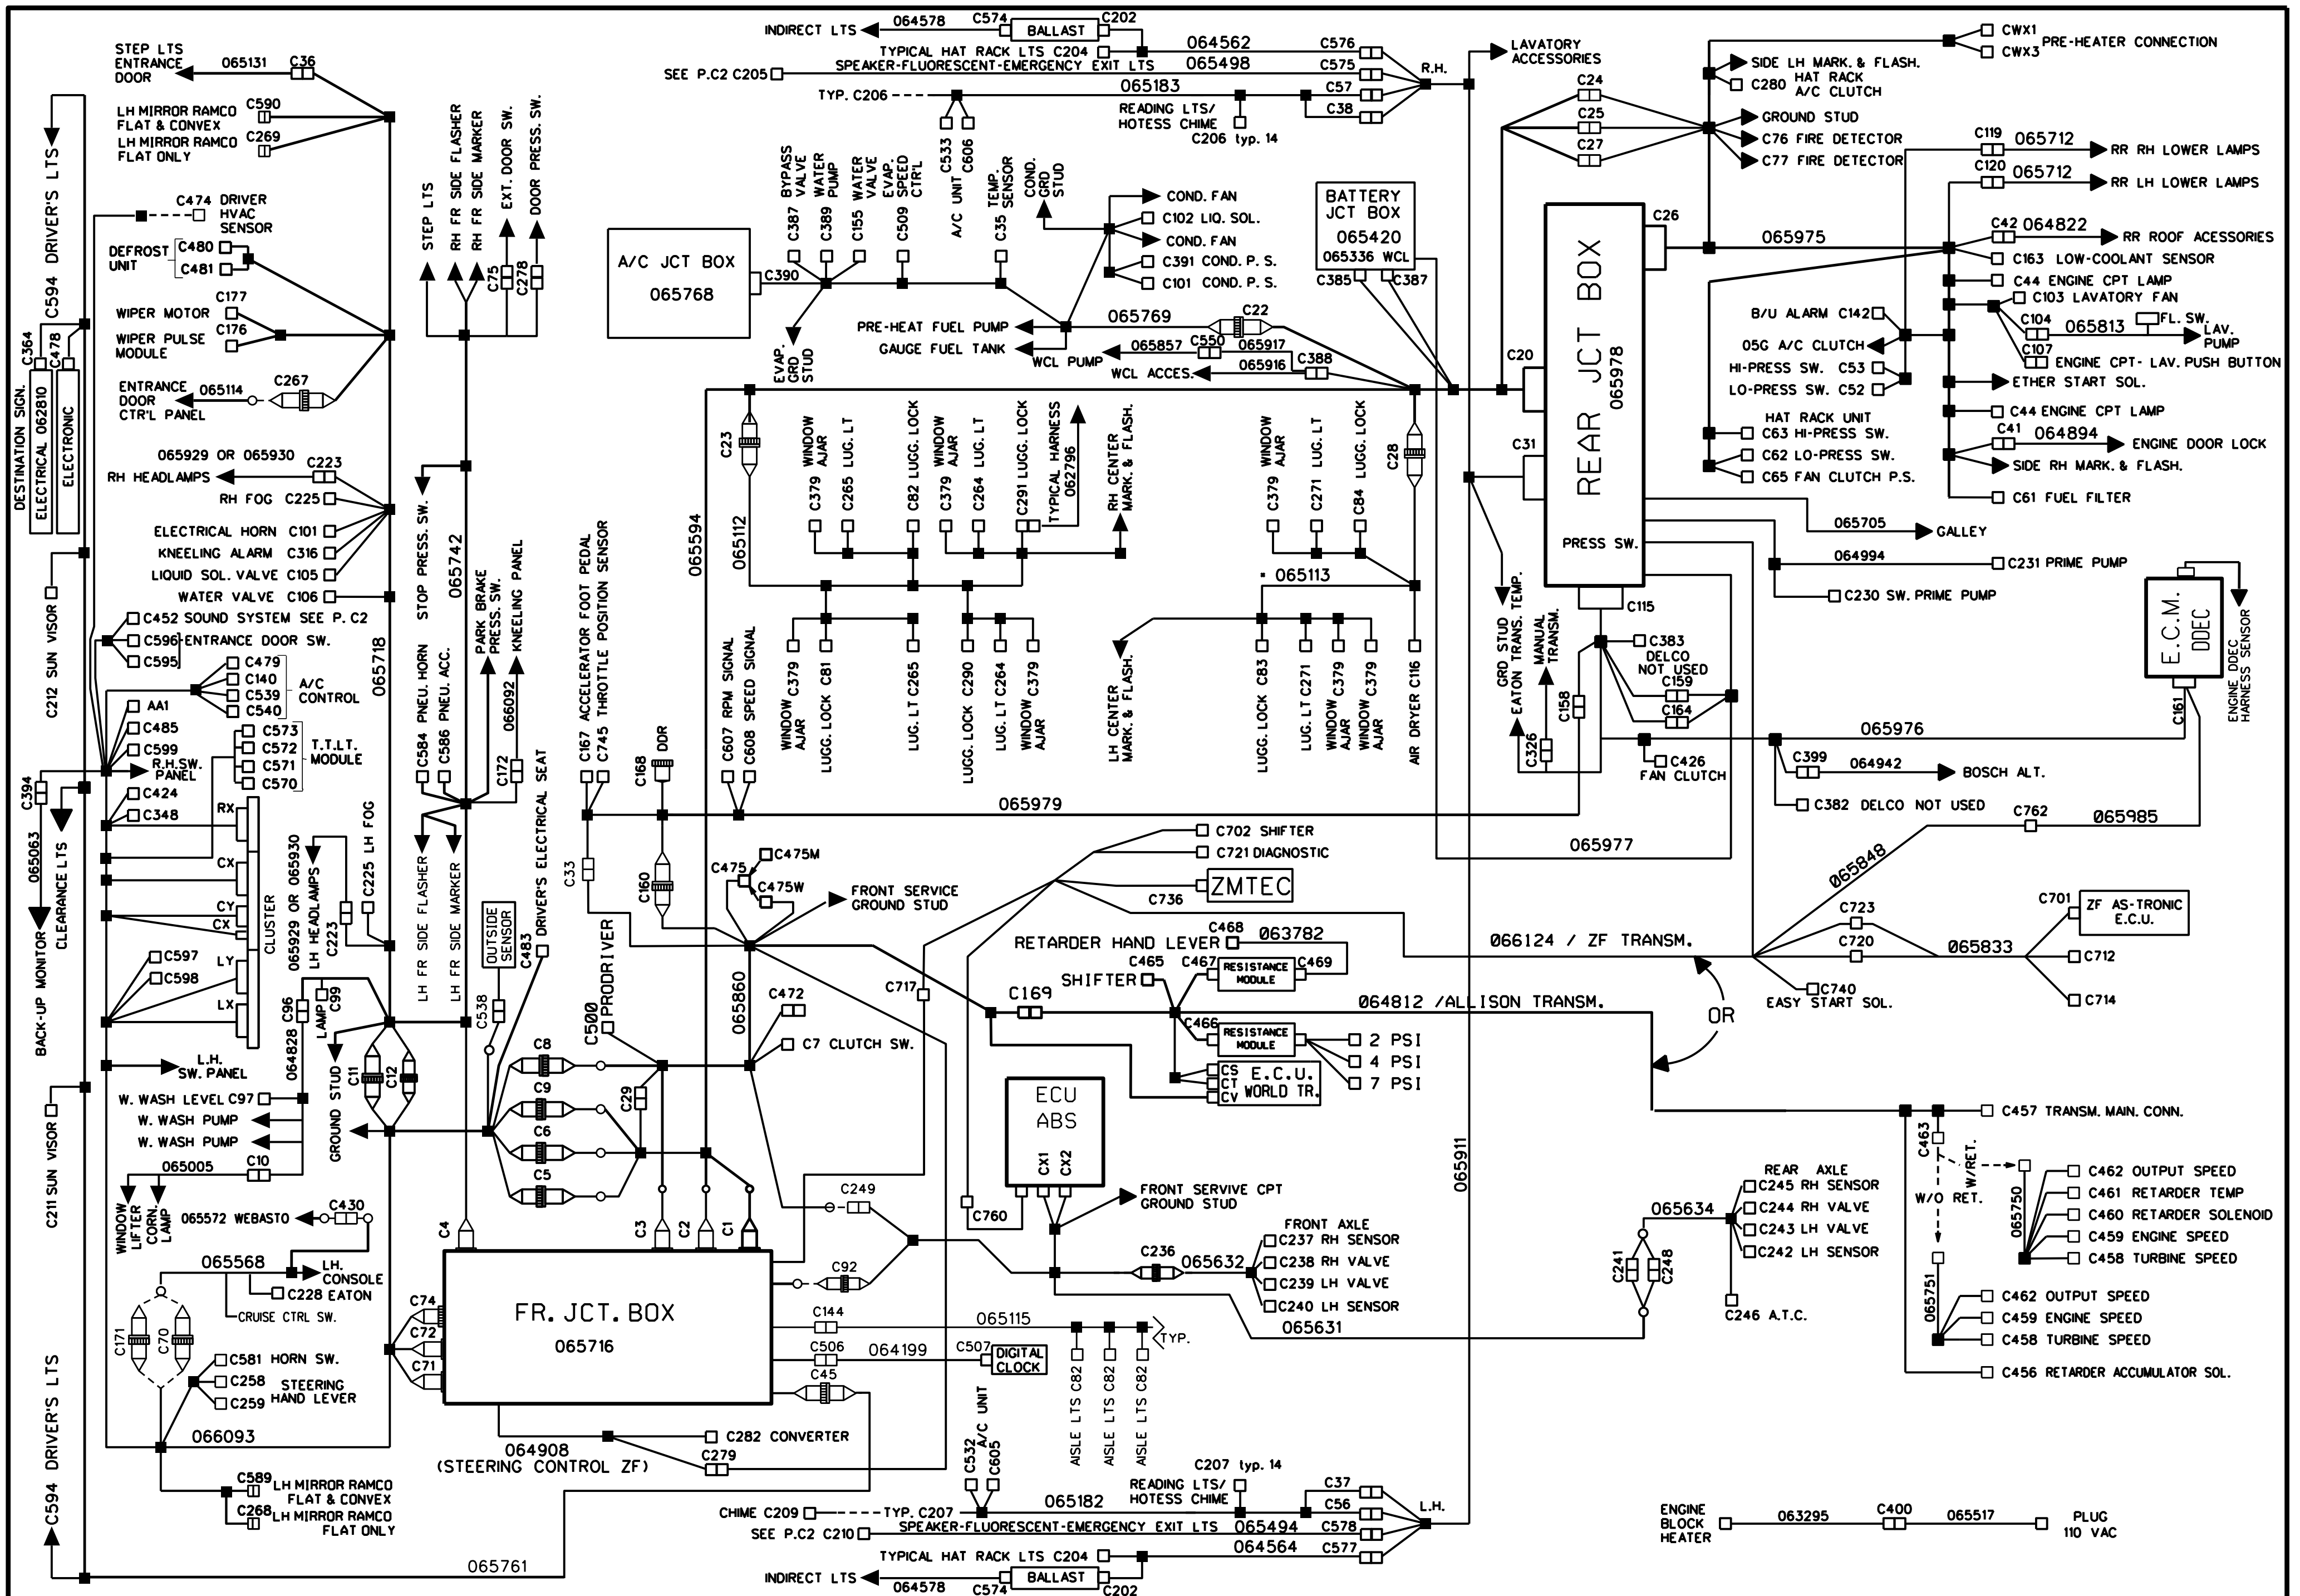 INDIRECT LTS
064578
C574
BALLAST
C202
TYPICAL HAT RACK LTS C204
064562
C576
SEE P.C2 C205
SPEAKER-FLUORESCENT-EMERGENCY EXIT LTS
065498
C575
R.H.
TYP. C206
065183
C57
C38
READING LTS/
HOTESS CHIME
C206 typ. 14
C533
C606
A/C UNIT
LAVATORY
ACCESSORIES
CWX1
CWX3
PRE-HEATER CONNECTION
SIDE LH MARK. & FLASH.
C280 HAT RACK
A/C CLUTCH
C24
C25
C27
GROUND STUD
C76 FIRE DETECTOR
C77 FIRE DETECTOR
C119
065712
RR RH LOWER LAMPS
C120
065712
RR LH LOWER LAMPS
C42
064822
RR ROOF ACESSORIES
C163 LOW-COOLANT SENSOR
C44 ENGINE CPT LAMP
C103 LAVATORY FAN
C104
065813
FL. SW.
LAV.
PUMP
C107
ENGINE CPT- LAV. PUSH BUTTON
ETHER START SOL.
C44 ENGINE CPT LAMP
C41
064894
ENGINE DOOR LOCK
SIDE RH MARK. & FLASH.
C61 FUEL FILTER
C26
065975
B/U ALARM C142
05G A/C CLUTCH
HI-PRESS SW. C53
LO-PRESS SW. C52
HAT RACK UNIT
C63 HI-PRESS SW.
C62 LO-PRESS SW.
C65 FAN CLUTCH P.S.
STEP LTS
ENTRANCE
DOOR
065131
C36
LH MIRROR RAMCO
FLAT & CONVEX
C590
LH MIRROR RAMCO
FLAT ONLY
C269
C594 DRIVER'S LTS
C474 DRIVER
HVAC
SENSOR
DEFROST
UNIT
C480
C481
C177
WIPER MOTOR
C176
WIPER PULSE
MODULE
ENTRANCE
DOOR
CTR'L PANEL
065114
C267
C364
C478
DESTINATION SIGN.
ELECTRICAL 062810
ELECTRONIC
065929 OR 065930
RH HEADLAMPS
C223
RH FOG C225
ELECTRICAL HORN C101
KNEELING ALARM C316
LIQUID SOL. VALVE C105
WATER VALVE C106
C452 SOUND SYSTEM SEE P. C2
C596
C595
ENTRANCE DOOR SW.
C479
C140
C539
C540
A/C
CONTROL
AA1
C485
C599
R.H.SW.
PANEL
C573
C572
C571
C570
T.T.LT.
MODULE
C424
C348
C212 SUN VISOR
065718
STEP LTS
RH FR SIDE FLASHER
RH FR SIDE MARKER
C75
EXT. DOOR SW.
C278
DOOR PRESS. SW.
STOP PRESS. SW.
065742
C584 PNEU. HORN
C586 PNEU. ACC.
PARK BRAKE
PRESS. SW.
KNEELING PANEL
066092
C172
A/C JCT BOX
065768
C390
C387 BYPASS
VALVE
C389 WATER
PUMP
C155 WATER
VALVE
C509 EVAP.
SPEED
CTR'L
C35 TEMP.
SENSOR
COND.
GRD
STUD
COND. FAN
C102 LIQ. SOL.
COND. FAN
C391 COND. P. S.
C101 COND. P. S.
EVAP.
GRD
STUD
PRE-HEAT FUEL PUMP
065769
C22
GAUGE FUEL TANK
WCL PUMP
065857
C550
065917
WCL ACCES.
065916
C388
BATTERY
JCT BOX
065420
065336 WCL
C385
C387
REAR JCT BOX
065978
C20
C31
PRESS SW.
C115
065594
C23
065112
C379 WINDOW
AJAR
C265 LUG. LT
C82 LUGG. LOCK
C379 WINDOW
AJAR
C264 LUG. LT
C291 LUGG. LOCK
TYPICAL HARNESS
062796
RH CENTER
MARK. & FLASH.
C379 WINDOW
AJAR
C271 LUG. LT
C84 LUGG. LOCK
C28
065113
WINDOW C379
AJAR
LUGG. LOCK C81
LUG. LT C265
LUGG. LOCK C290
LUG. LT C264
WINDOW C379
AJAR
LH CENTER
MARK. & FLASH.
LUGG. LOCK C83
LUG. LT C271
WINDOW C379
AJAR
WINDOW C379
AJAR
AIR DRYER C116
GRD STUD
EATON TRANS. TEMP.
MANUAL
TRANSM.
C326
C158
C383
DELCO
NOT USED
C159
C164
065705
GALLEY
064994
C231 PRIME PUMP
C230 SW. PRIME PUMP
E.C.M.
DDEC
C161
ENGINE DDEC
HARNESS SENSOR
065976
C426
FAN CLUTCH
C399
064942
BOSCH ALT.
C382 DELCO NOT USED
C762
065985
065977
065848
C167 ACCELERATOR FOOT PEDAL
C745 THROTTLE POSITION SENSOR
C168 DDR
C607 RPM SIGNAL
C608 SPEED SIGNAL
065979
C33
C160
C475
C475M
C475W
FRONT SERVICE
GROUND STUD
C702 SHIFTER
C721 DIAGNOSTIC
ZMTEC
C736
C717
C394
065063
BACK-UP MONITOR
CLEARANCE LTS
RX
CX
CY
CX
LY
LX
CLUSTER
C597
C598
065929 OR 065930
LH HEADLAMPS
C223
C225 LH FOG
LH FR SIDE FLASHER
LH FR SIDE MARKER
OUTSIDE
SENSOR
C538
C483 DRIVER'S ELECTRICAL SEAT
C500 PRODRIVER
065860
C472
C7 CLUTCH SW.
C468
RETARDER HAND LEVER
063782
C465
SHIFTER
C467
RESISTANCE
MODULE
C469
C169
064812 /ALLISON TRANSM.
C466
RESISTANCE
MODULE
2 PSI
4 PSI
7 PSI
CS
CT
CV
E.C.U.
WORLD TR.
066124 / ZF TRANSM.
OR
C723
C720
065833
C740
EASY START SOL.
C701
ZF AS-TRONIC
E.C.U.
C712
C714
L.H.
SW. PANEL
064828
C96
LAMP
C99
GROUND STUD
C11
C12
C8
C9
C6
C5
C29
W. WASH LEVEL C97
W. WASH PUMP
W. WASH PUMP
GROUND STUD
C211 SUN VISOR
065005
C10
WINDOW
LIFTER
CORN.
LAMP
065572 WEBASTO
C430
065568
LH.
CONSOLE
C228 EATON
CRUISE CTRL SW.
C171
C70
C581 HORN SW.
C258
C259
STEERING
HAND LEVER
066093
C4
C3
C2
C1
C74
C72
C71
FR. JCT. BOX
065716
ECU
ABS
CX1
CX2
C760
FRONT SERVIVE CPT
GROUND STUD
C249
C92
C236
065632
FRONT AXLE
C237 RH SENSOR
C238 RH VALVE
C239 LH VALVE
C240 LH SENSOR
C144
065115
TYP.
C506
064199
C507
DIGITAL
CLOCK
C45
AISLE LTS C82
AISLE LTS C82
AISLE LTS C82
065631
065911
C241
C248
065634
REAR AXLE
C245 RH SENSOR
C244 RH VALVE
C243 LH VALVE
C242 LH SENSOR
C246 A.T.C.
C457 TRANSM. MAIN. CONN.
C463
W/RET.
W/O RET.
065750
C462 OUTPUT SPEED
C461 RETARDER TEMP
C460 RETARDER SOLENOID
C459 ENGINE SPEED
C458 TURBINE SPEED
065751
C462 OUTPUT SPEED
C459 ENGINE SPEED
C458 TURBINE SPEED
C456 RETARDER ACCUMULATOR SOL.
064908
(STEERING CONTROL ZF)
C282 CONVERTER
C279
C594 DRIVER'S LTS
C589
LH MIRROR RAMCO
FLAT & CONVEX
C268
LH MIRROR RAMCO
FLAT ONLY
065761
C532
A/C UNIT
C605
C207 typ. 14
READING LTS/
HOTESS CHIME
CHIME C209
TYP. C207
065182
C37
C56
L.H.
SEE P.C2 C210
SPEAKER-FLUORESCENT-EMERGENCY EXIT LTS
065494
C578
TYPICAL HAT RACK LTS C204
064564
C577
INDIRECT LTS
064578
C574
BALLAST
C202
ENGINE
BLOCK
HEATER
063295
C400
065517
PLUG
110 VAC